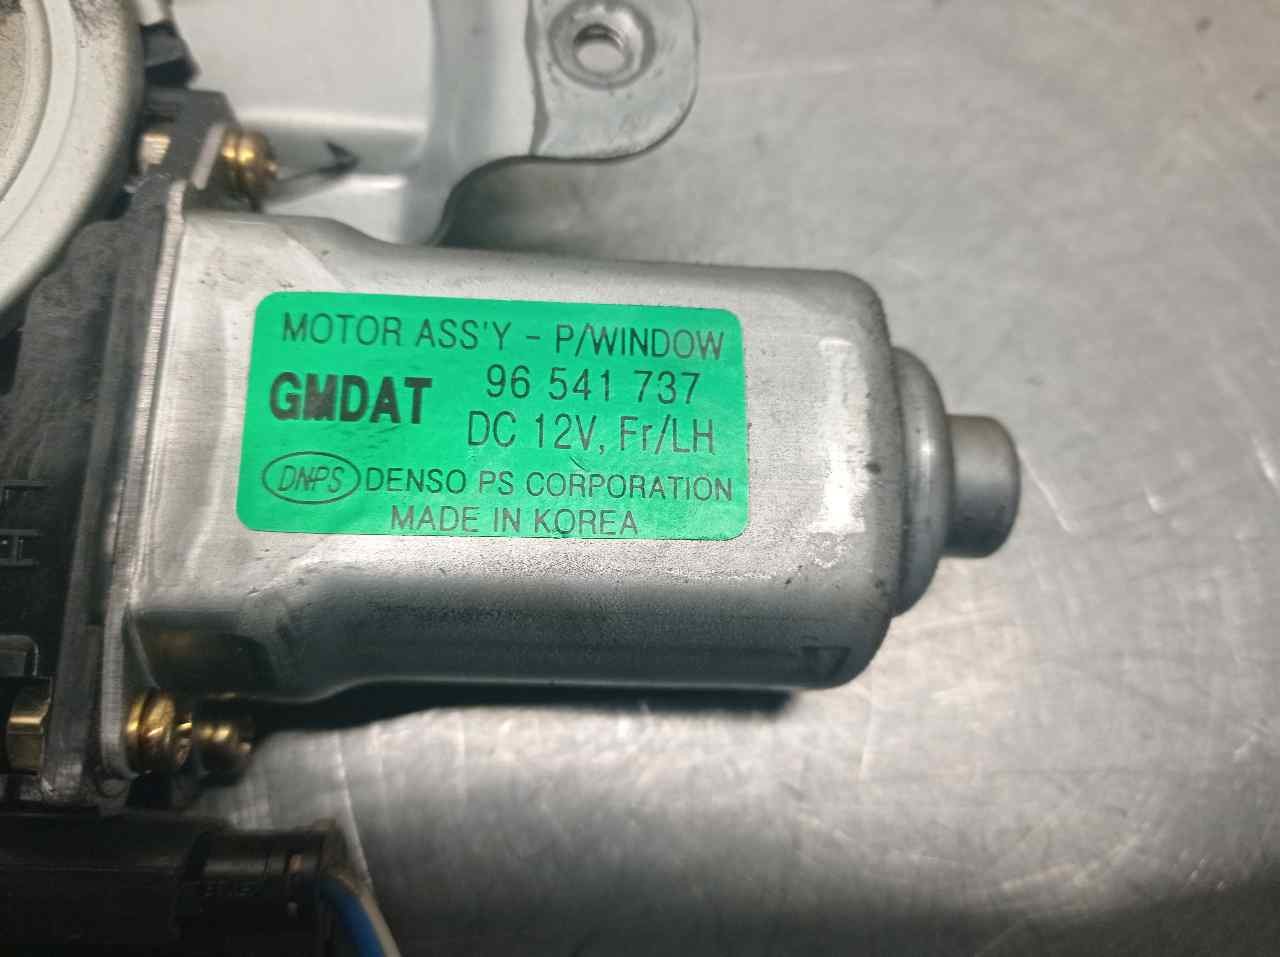 MOTOR ASS'Y - P/WINDOW
GMDAT 96 541 737
DC 12V, Fr/LH
DNPS DENSO PS CORPORATION
MADE IN KOREA